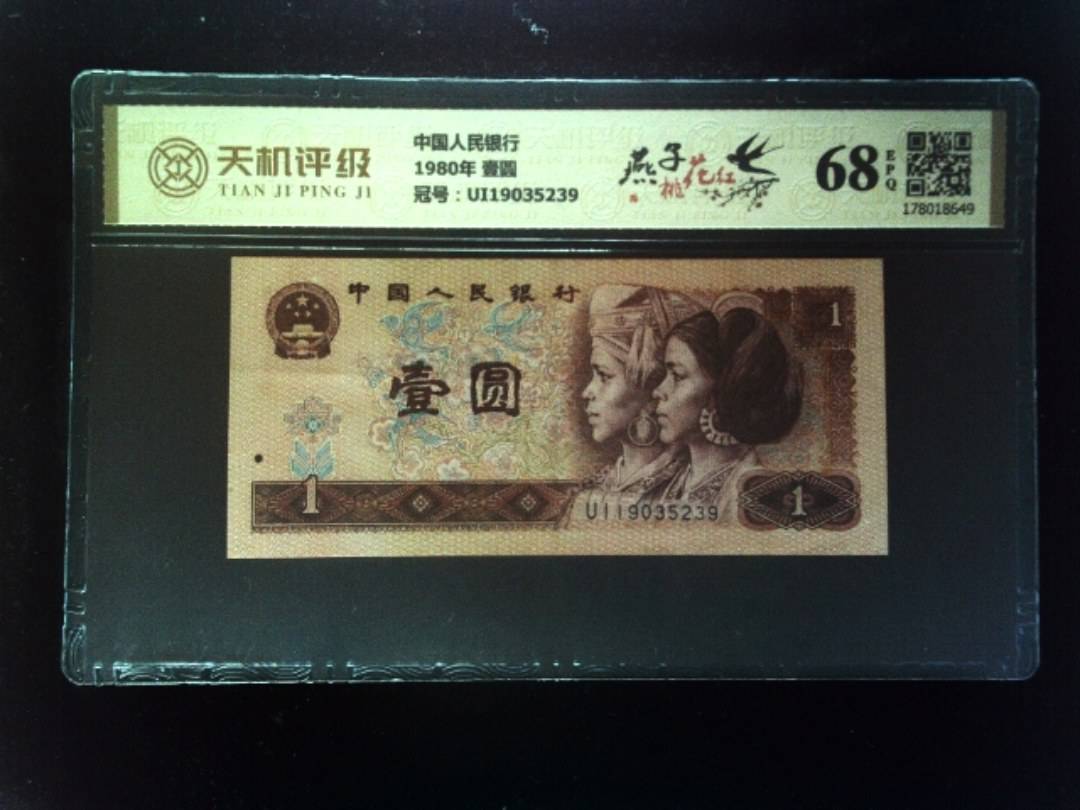 天机评级
TIAN JI PING JI
中国人民银行
1980年 壹圆
冠号：UI19035239
燕子
桃花红
68
EPQ
178018649
中国人民银行
1
壹圆
1
UI19035239
1